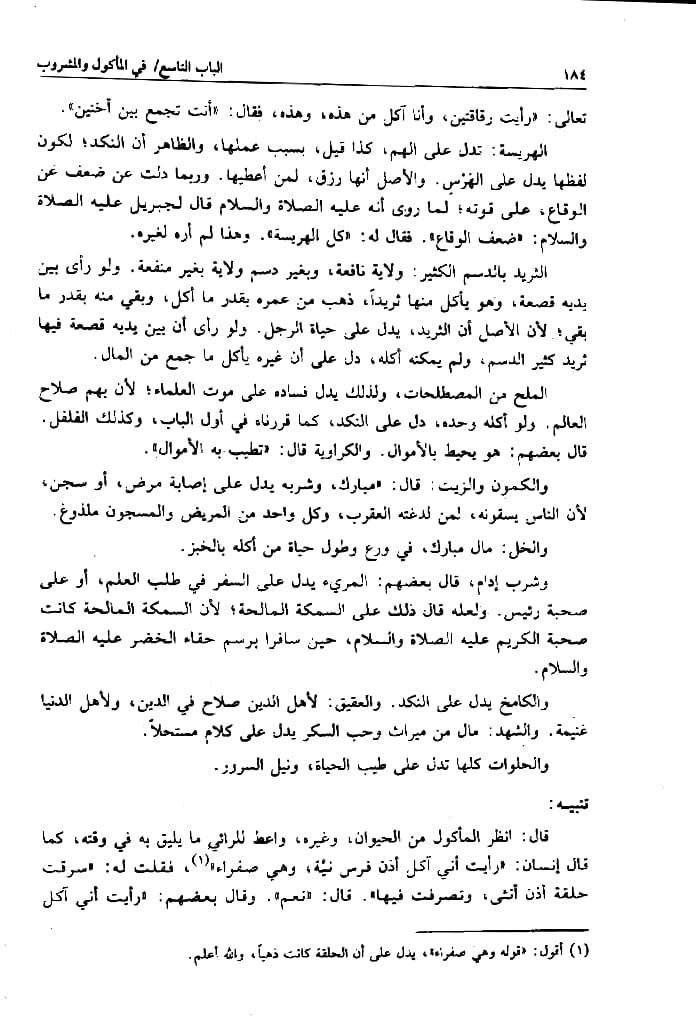 ١٨٤
الباب التاسع/ في المأكول والمشروب
تعالى: «رأيت رقاقتين، وأنا آكل من هذه، وهذه، فقال: «أنت تجمع بين أختين».
الهريسة: تدل على الهم، كذا قيل، بسبب عملها، والظاهر أن النكد؛ لكون
لفظها يدل على الهَرْس. والأصل أنها رزق، لمن أعطيها. وربما دلت عن ضعف عن
الوقاع، على قوته؛ لما روى أنه عليه الصلاة والسلام قال لجبريل عليه الصلاة
والسلام: «ضعف الوقاع». فقال له: «كل الهريسة». وهذا لم أره لغيره.
الثريد بالدسم الكثير: ولاية نافعة، وبغير دسم ولاية بغير منفعة. ولو رأى بين
يديه قصعة، وهو يأكل منها ثريداً، ذهب من عمره بقدر ما أكل، وبقي منه بقدر ما
بقي؛ لأن الأصل أن الثريد، يدل على حياة الرجل. ولو رأى أن بين يديه قصعة فيها
ثريد كثير الدسم، ولم يمكنه أكله، دل على أن غيره يأكل ما جمع من المال.
الملح من المصطلحات، ولذلك يدل فساده على موت العلماء؛ لأن بهم صلاح
العالم. ولو أكله وحده، دل على النكد، كما قررناه في أول الباب، وكذلك الفلفل.
قال بعضهم: هو يحيط بالأموال. والكراوية قال: «تطيب به الأموال».
والكمون والزيت: قال: «مبارك، وشربه يدل على إصابة مرض، أو سجن،
لأن الناس يسقونه، لمن لدغته العقرب، وكل واحد من المريض والمسجون ملذوغ.
والخل: مال مبارك، في ورع وطول حياة من أكله بالخبز.
وشرب إدام، قال بعضهم: المريء يدل على السفر في طلب العلم، أو على
صحبة رئيس. ولعله قال ذلك على السمكة المالحة؛ لأن السمكة المالحة كانت
صحبة الكريم عليه الصلاة والسلام، حين سافرا برسم حفاء الخضر عليه الصلاة
والسلام.
والكامخ يدل على النكد. والعقيق: لأهل الدين صلاح في الدين، ولأهل الدنيا
غنيمة. والشهد: مال من ميراث وحب السكر يدل على كلام مستحلاً.
والحلوات كلها تدل على طيب الحياة، ونيل السرور.
تنبيه:
قال: انظر المأكول من الحيوان، وغيره، واعط للرائي ما يليق به في وقته، كما
قال إنسان: «رأيت أني آكل أذن فرس نيّة، وهي صفراء»(١)، فقلت له: «سرقت
حلقة أذن أنثى، وتصرفت فيها». قال: «نعم». وقال بعضهم: «رأيت أني آكل
(١) أقول: «قوله وهي صفراء»، يدل على أن الحلقة كانت ذهباً، والله أعلم.